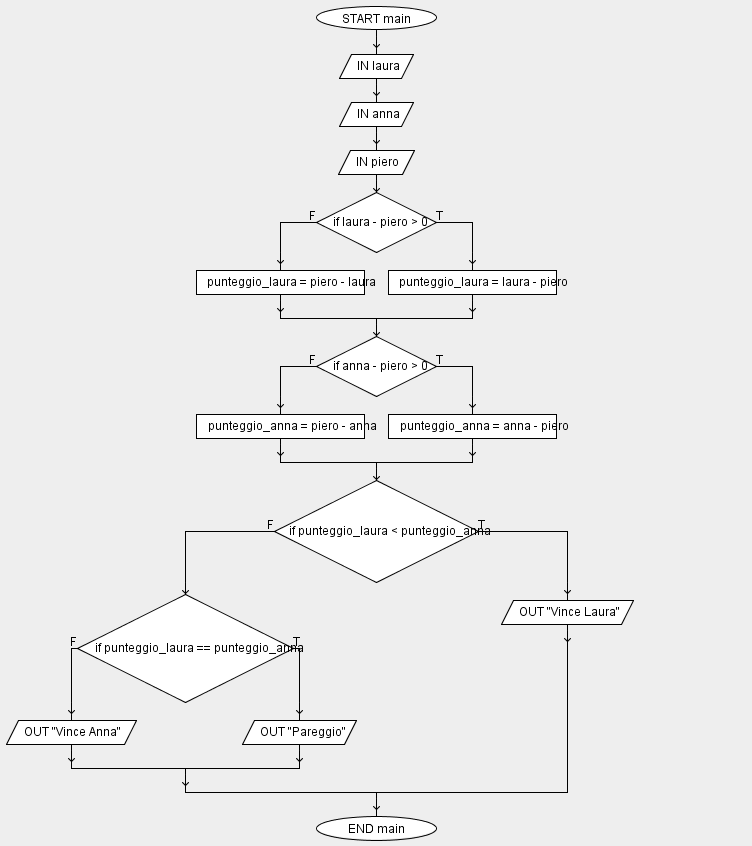 START main
IN laura
IN anna
IN piero
F
if laura - piero > 0
T
punteggio_laura = piero - laura
punteggio_laura = laura - piero
F
if anna - piero > 0
T
punteggio_anna = piero - anna
punteggio_anna = anna - piero
F
if punteggio_laura < punteggio_anna
T
OUT "Vince Laura"
F
if punteggio_laura == punteggio_anna
T
OUT "Vince Anna"
OUT "Pareggio"
END main